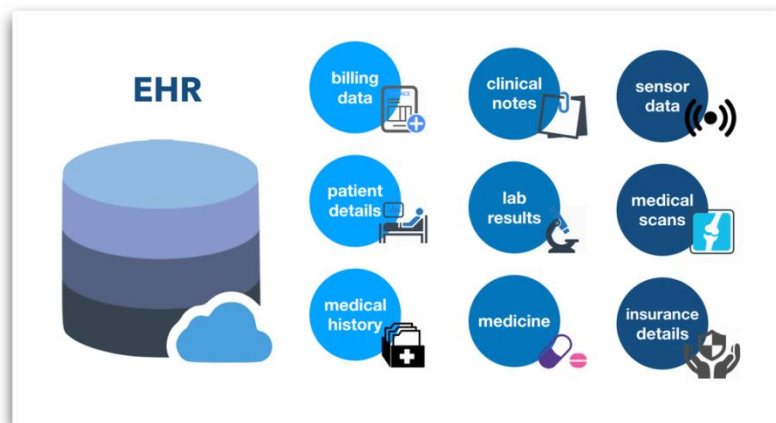 EHR
billing
data
clinical
notes
sensor
data
patient
details
lab
results
medical
scans
medical
history
medicine
insurance
details